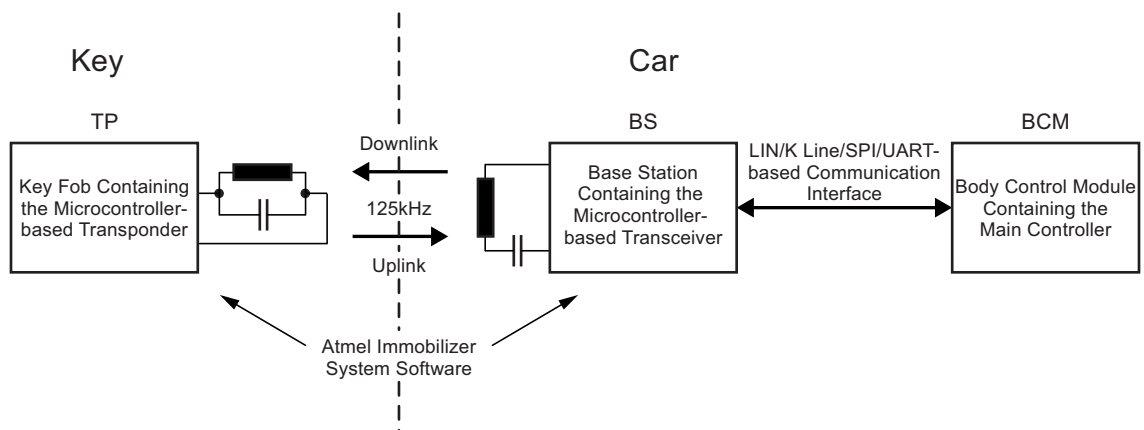 Key
Car
TP
BS
BCM
Key Fob Containing
the Microcontroller-
based Transponder
Downlink
125kHz
Uplink
Base Station
Containing the
Microcontroller-
based Transceiver
LIN/K Line/SPI/UART-
based Communication
Interface
Body Control Module
Containing the
Main Controller
Atmel Immobilizer
System Software